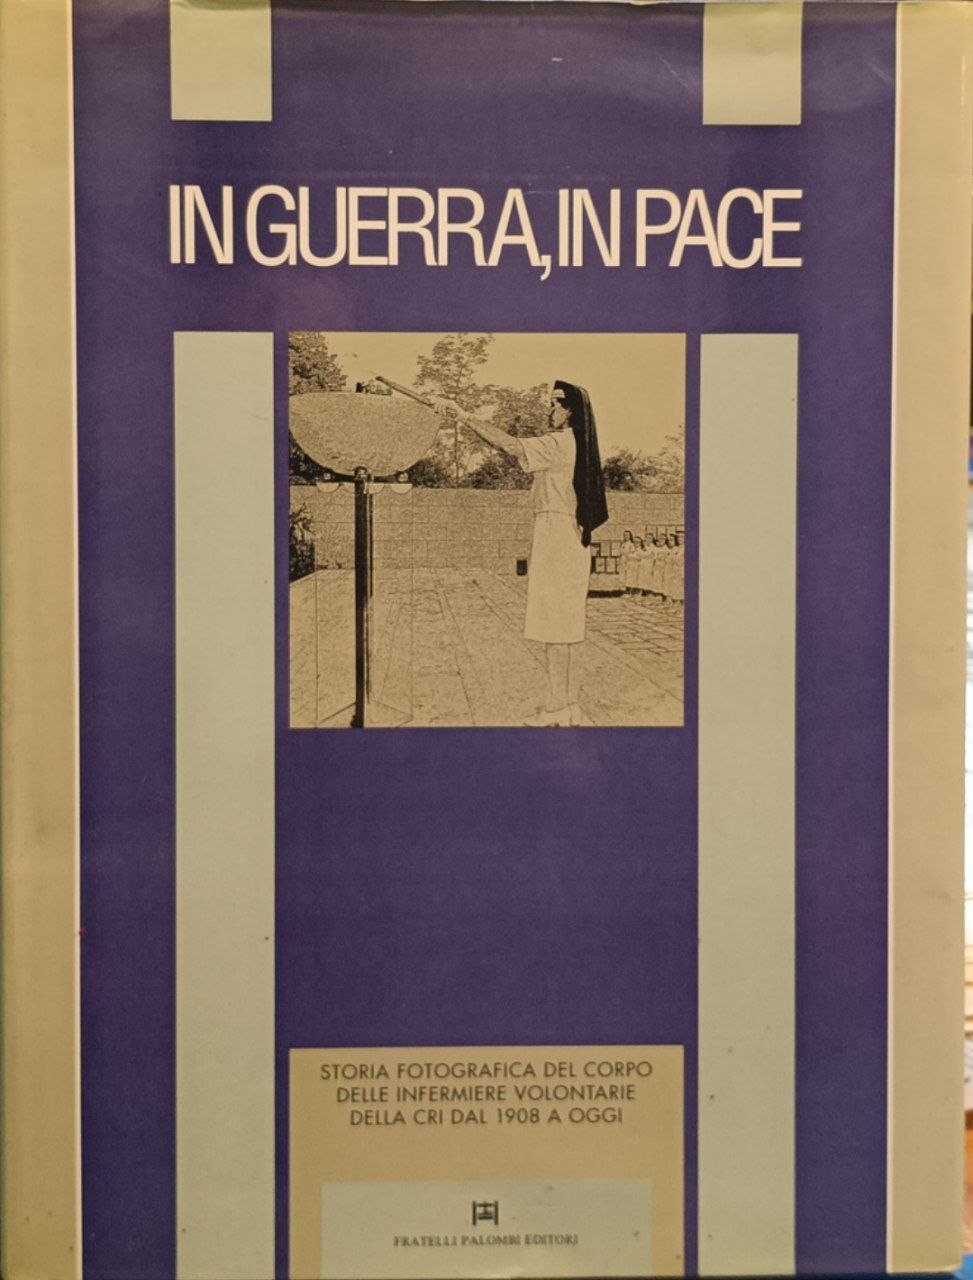 IN GUERRA, IN PACE
STORIA FOTOGRAFICA DEL CORPO
DELLE INFERMIERE VOLONTARIE
DELLA CRI DAL 1908 A OGGI
FRATELLI PALOMBI EDITORI